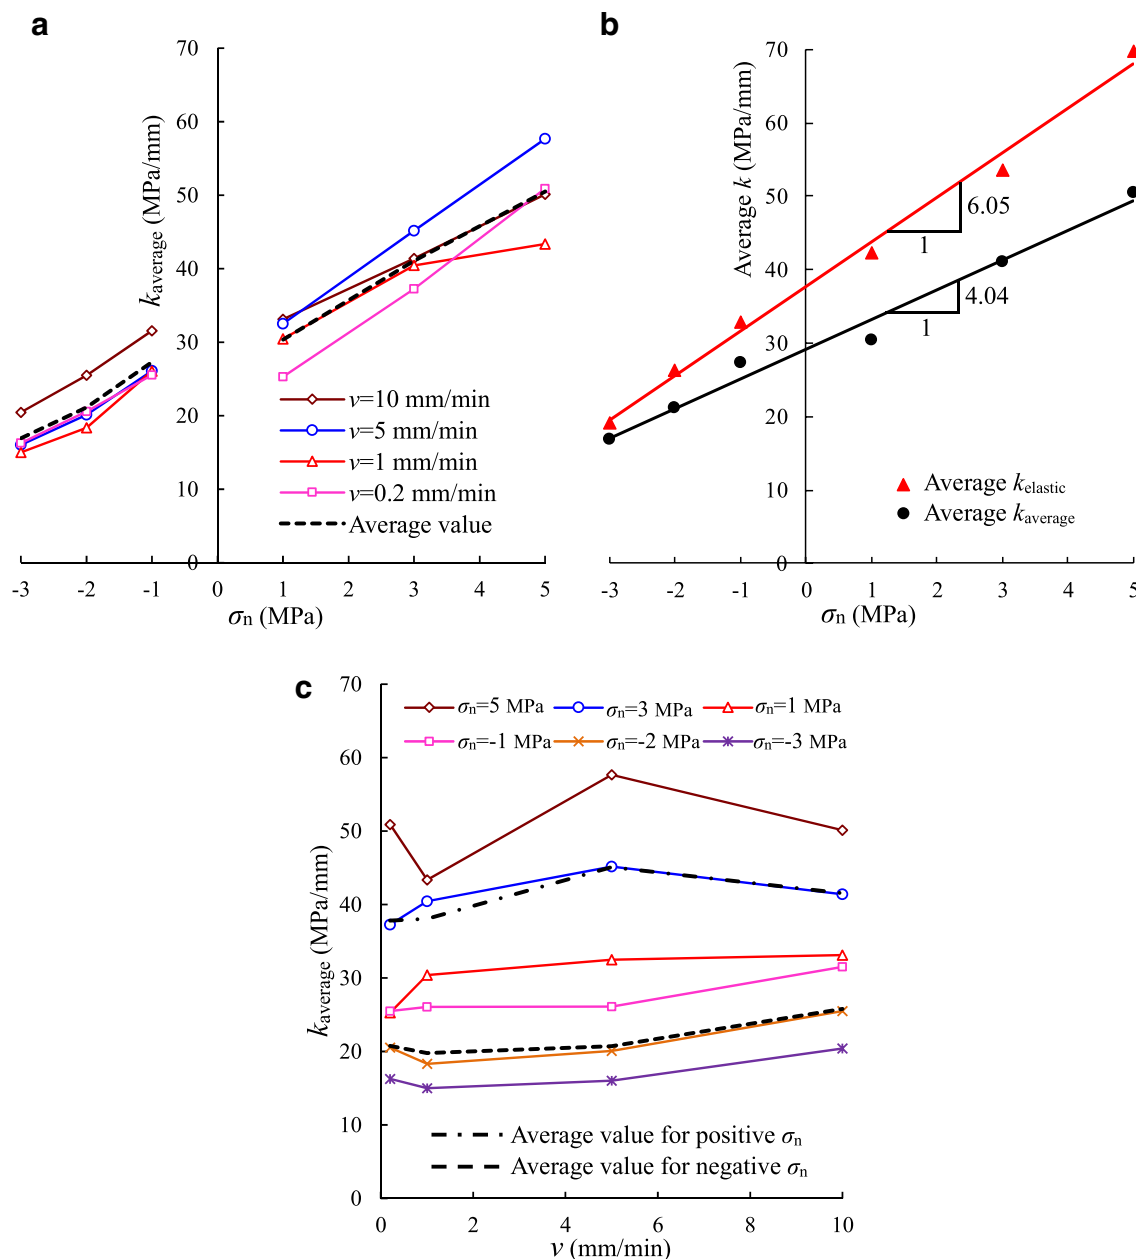 a
70
60
50
40
30
20
10
0
-3 -2 -1 0 1 2 3 4 5
kaverage (MPa/mm)
σn (MPa)
v=10 mm/min
v=5 mm/min
v=1 mm/min
v=0.2 mm/min
Average value
b
70
60
50
40
30
20
10
0
-3 -2 -1 0 1 2 3 4 5
Average k (MPa/mm)
σn (MPa)
6.05
1
4.04
1
Average kelastic
Average kaverage
c
70
60
50
40
30
20
10
0
0 2 4 6 8 10
kaverage (MPa/mm)
v (mm/min)
σn=5 MPa σn=3 MPa σn=1 MPa
σn=-1 MPa σn=-2 MPa σn=-3 MPa
Average value for positive σn
Average value for negative σn